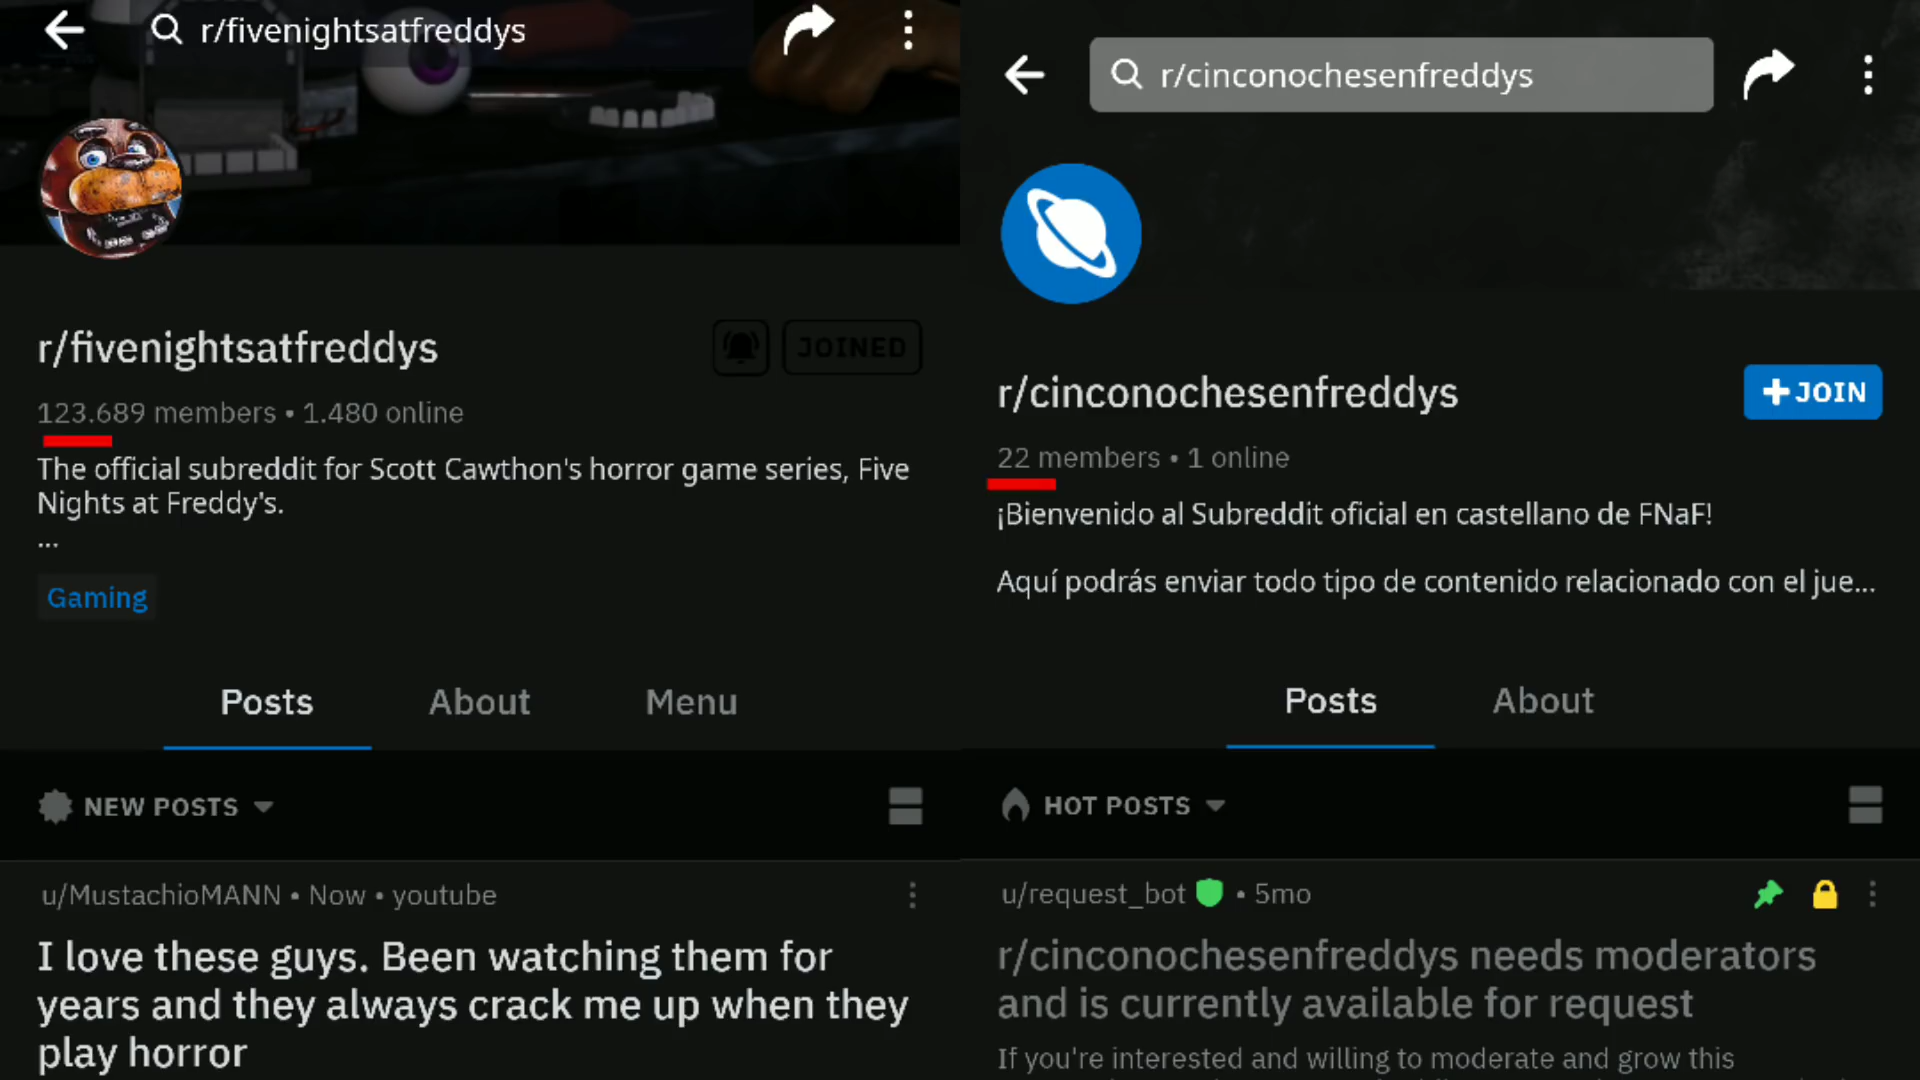 r/fivenightsatfreddys
r/fivenightsatfreddys
JOINED
123.689 members • 1.480 online
The official subreddit for Scott Cawthon's horror game series, Five
Nights at Freddy's.
...
Gaming
Posts About Menu
NEW POSTS
u/MustachioMANN • Now • youtube
I love these guys. Been watching them for
years and they always crack me up when they
play horror
r/cinconochesenfreddys
r/cinconochesenfreddys
+JOIN
22 members • 1 online
¡Bienvenido al Subreddit oficial en castellano de FNaF!
Aquí podrás enviar todo tipo de contenido relacionado con el jue...
Posts About
HOT POSTS
u/request_bot • 5mo
r/cinconochesenfreddys needs moderators
and is currently available for request
If you're interested and willing to moderate and grow this